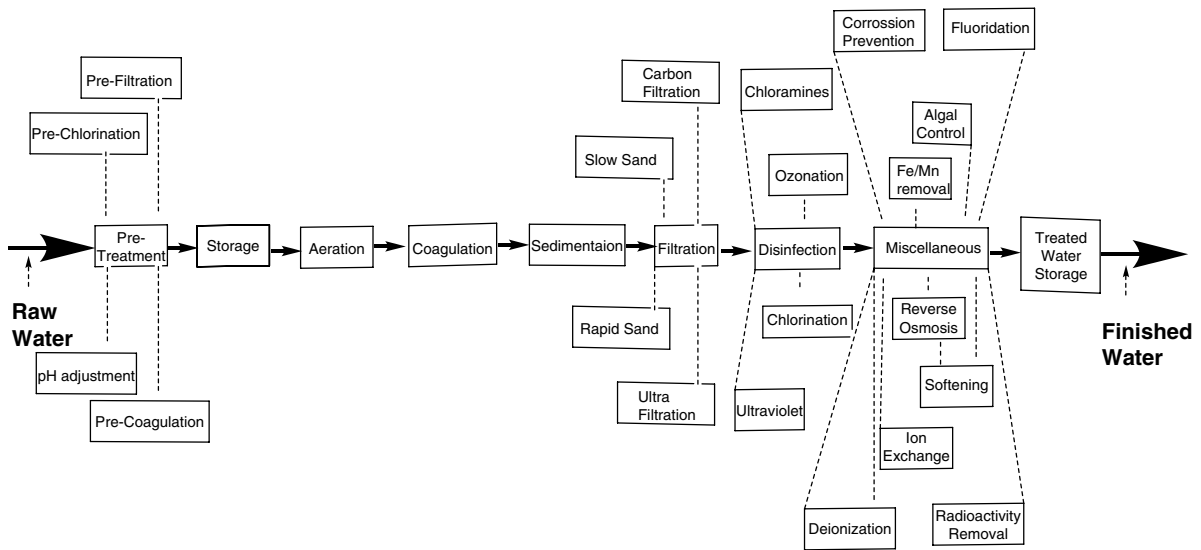 Corrossion
Prevention
Fluoridation
Pre-Filtration
Carbon
Filtration
Chloramines
Pre-Chlorination
Algal
Control
Slow Sand
Ozonation
Fe/Mn
removal
Pre-
Treatment
Storage
Aeration
Coagulation
Sedimentaion
Filtration
Disinfection
Miscellaneous
Treated
Water
Storage
Raw
Water
Rapid Sand
Chlorination
Reverse
Osmosis
Finished
Water
pH adjustment
Pre-Coagulation
Ultra
Filtration
Ultraviolet
Softening
Ion
Exchange
Deionization
Radioactivity
Removal